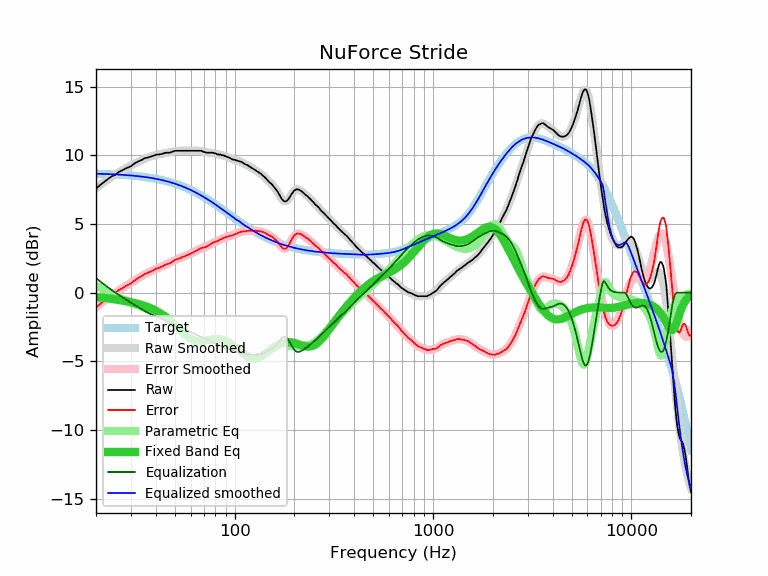 NuForce Stride
15
10
5
0
−5
−10
−15
Amplitude (dBr)
Target
Raw Smoothed
Error Smoothed
Raw
Error
Parametric Eq
Fixed Band Eq
Equalization
Equalized smoothed
100
1000
10000
Frequency (Hz)